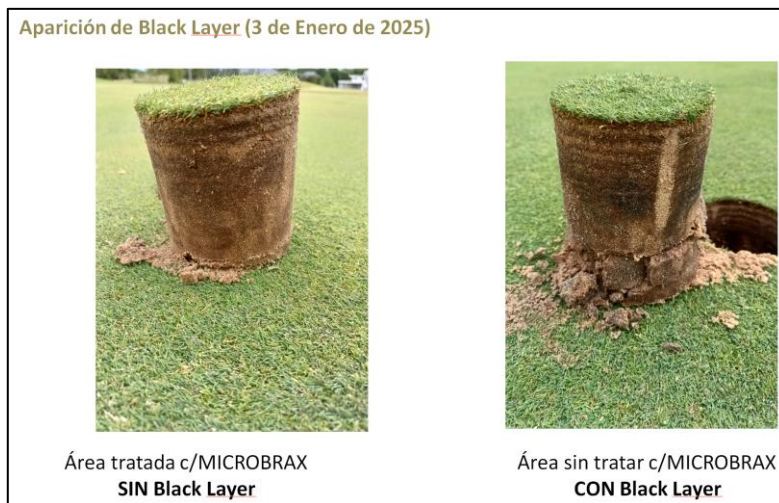 Aparición de Black Layer (3 de Enero de 2025)
Área tratada c/MICROBRAX
SIN Black Layer
Área sin tratar c/MICROBRAX
CON Black Layer